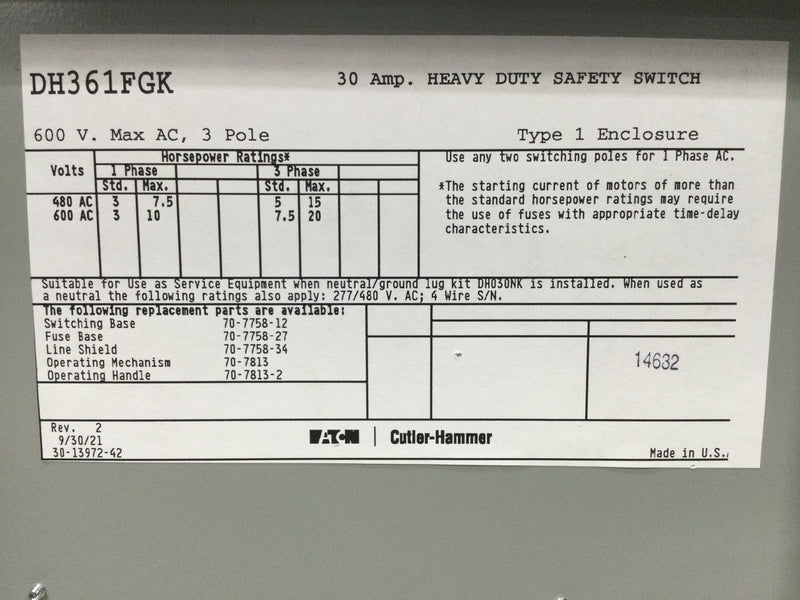 DH361FGK
30 Amp. HEAVY DUTY SAFETY SWITCH
600 V. Max AC, 3 Pole
Type 1 Enclosure
Volts
Horsepower Ratings*
1 Phase 3 Phase
Std. Max. Std. Max.
480 AC 3 7.5 5 15
600 AC 3 10 7.5 20
Use any two switching poles for 1 Phase AC.
*The starting current of motors of more than
the standard horsepower ratings may require
the use of fuses with appropriate time-delay
characteristics.
Suitable for Use as Service Equipment when neutral/ground lug kit DH030NK is installed. When used as
a neutral the following ratings also apply: 277/480 V. AC; 4 Wire S/N.
The following replacement parts are available:
Switching Base 70-7758-12
Fuse Base 70-7758-27
Line Shield 70-7758-34
Operating Mechanism 70-7813
Operating Handle 70-7813-2
14632
Rev. 2
9/30/21
30-13972-42
EATON | Cutler-Hammer
Made in U.S.